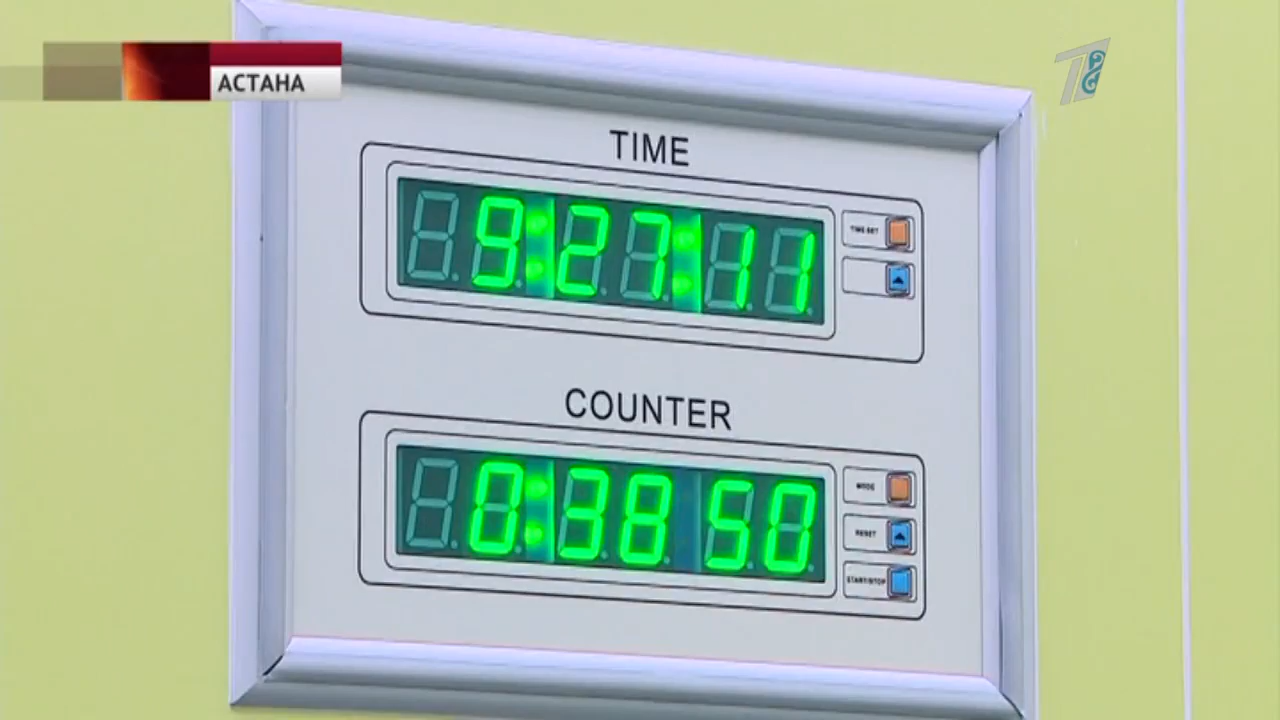 АСТАНА
TIME
9:27:11
TIME SET
COUNTER
0:38 50
MODE
RESET
START/STOP